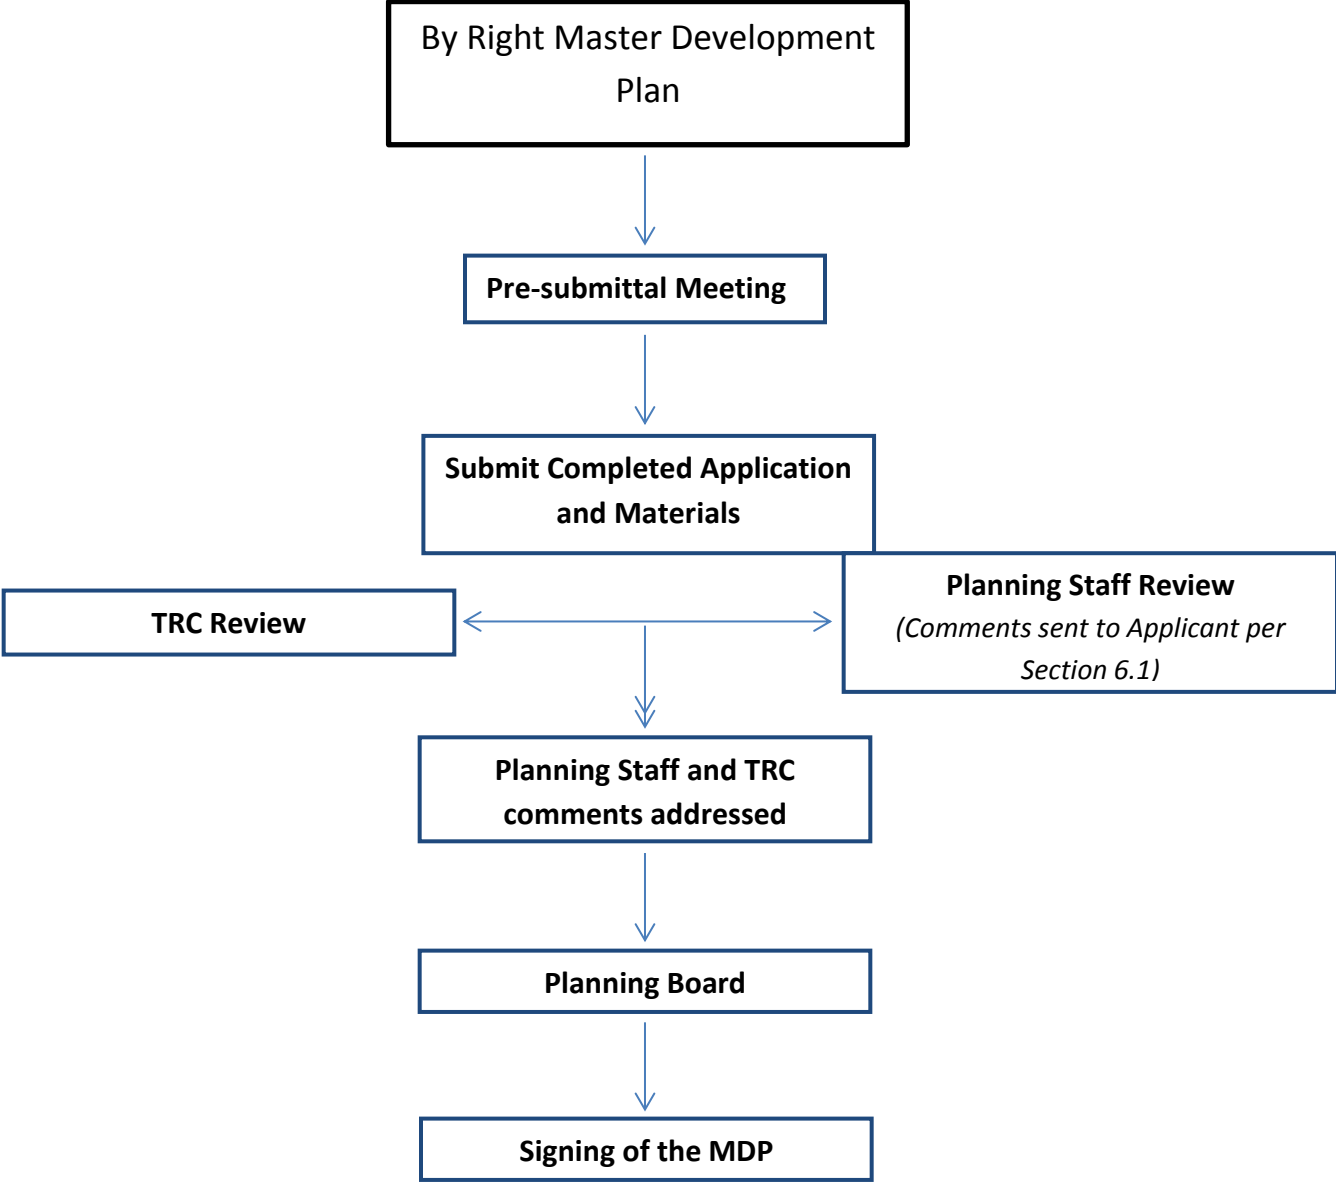 By Right Master Development
Plan
Pre-submittal Meeting
Submit Completed Application
and Materials
TRC Review
Planning Staff Review
(Comments sent to Applicant per
Section 6.1)
Planning Staff and TRC
comments addressed
Planning Board
Signing of the MDP